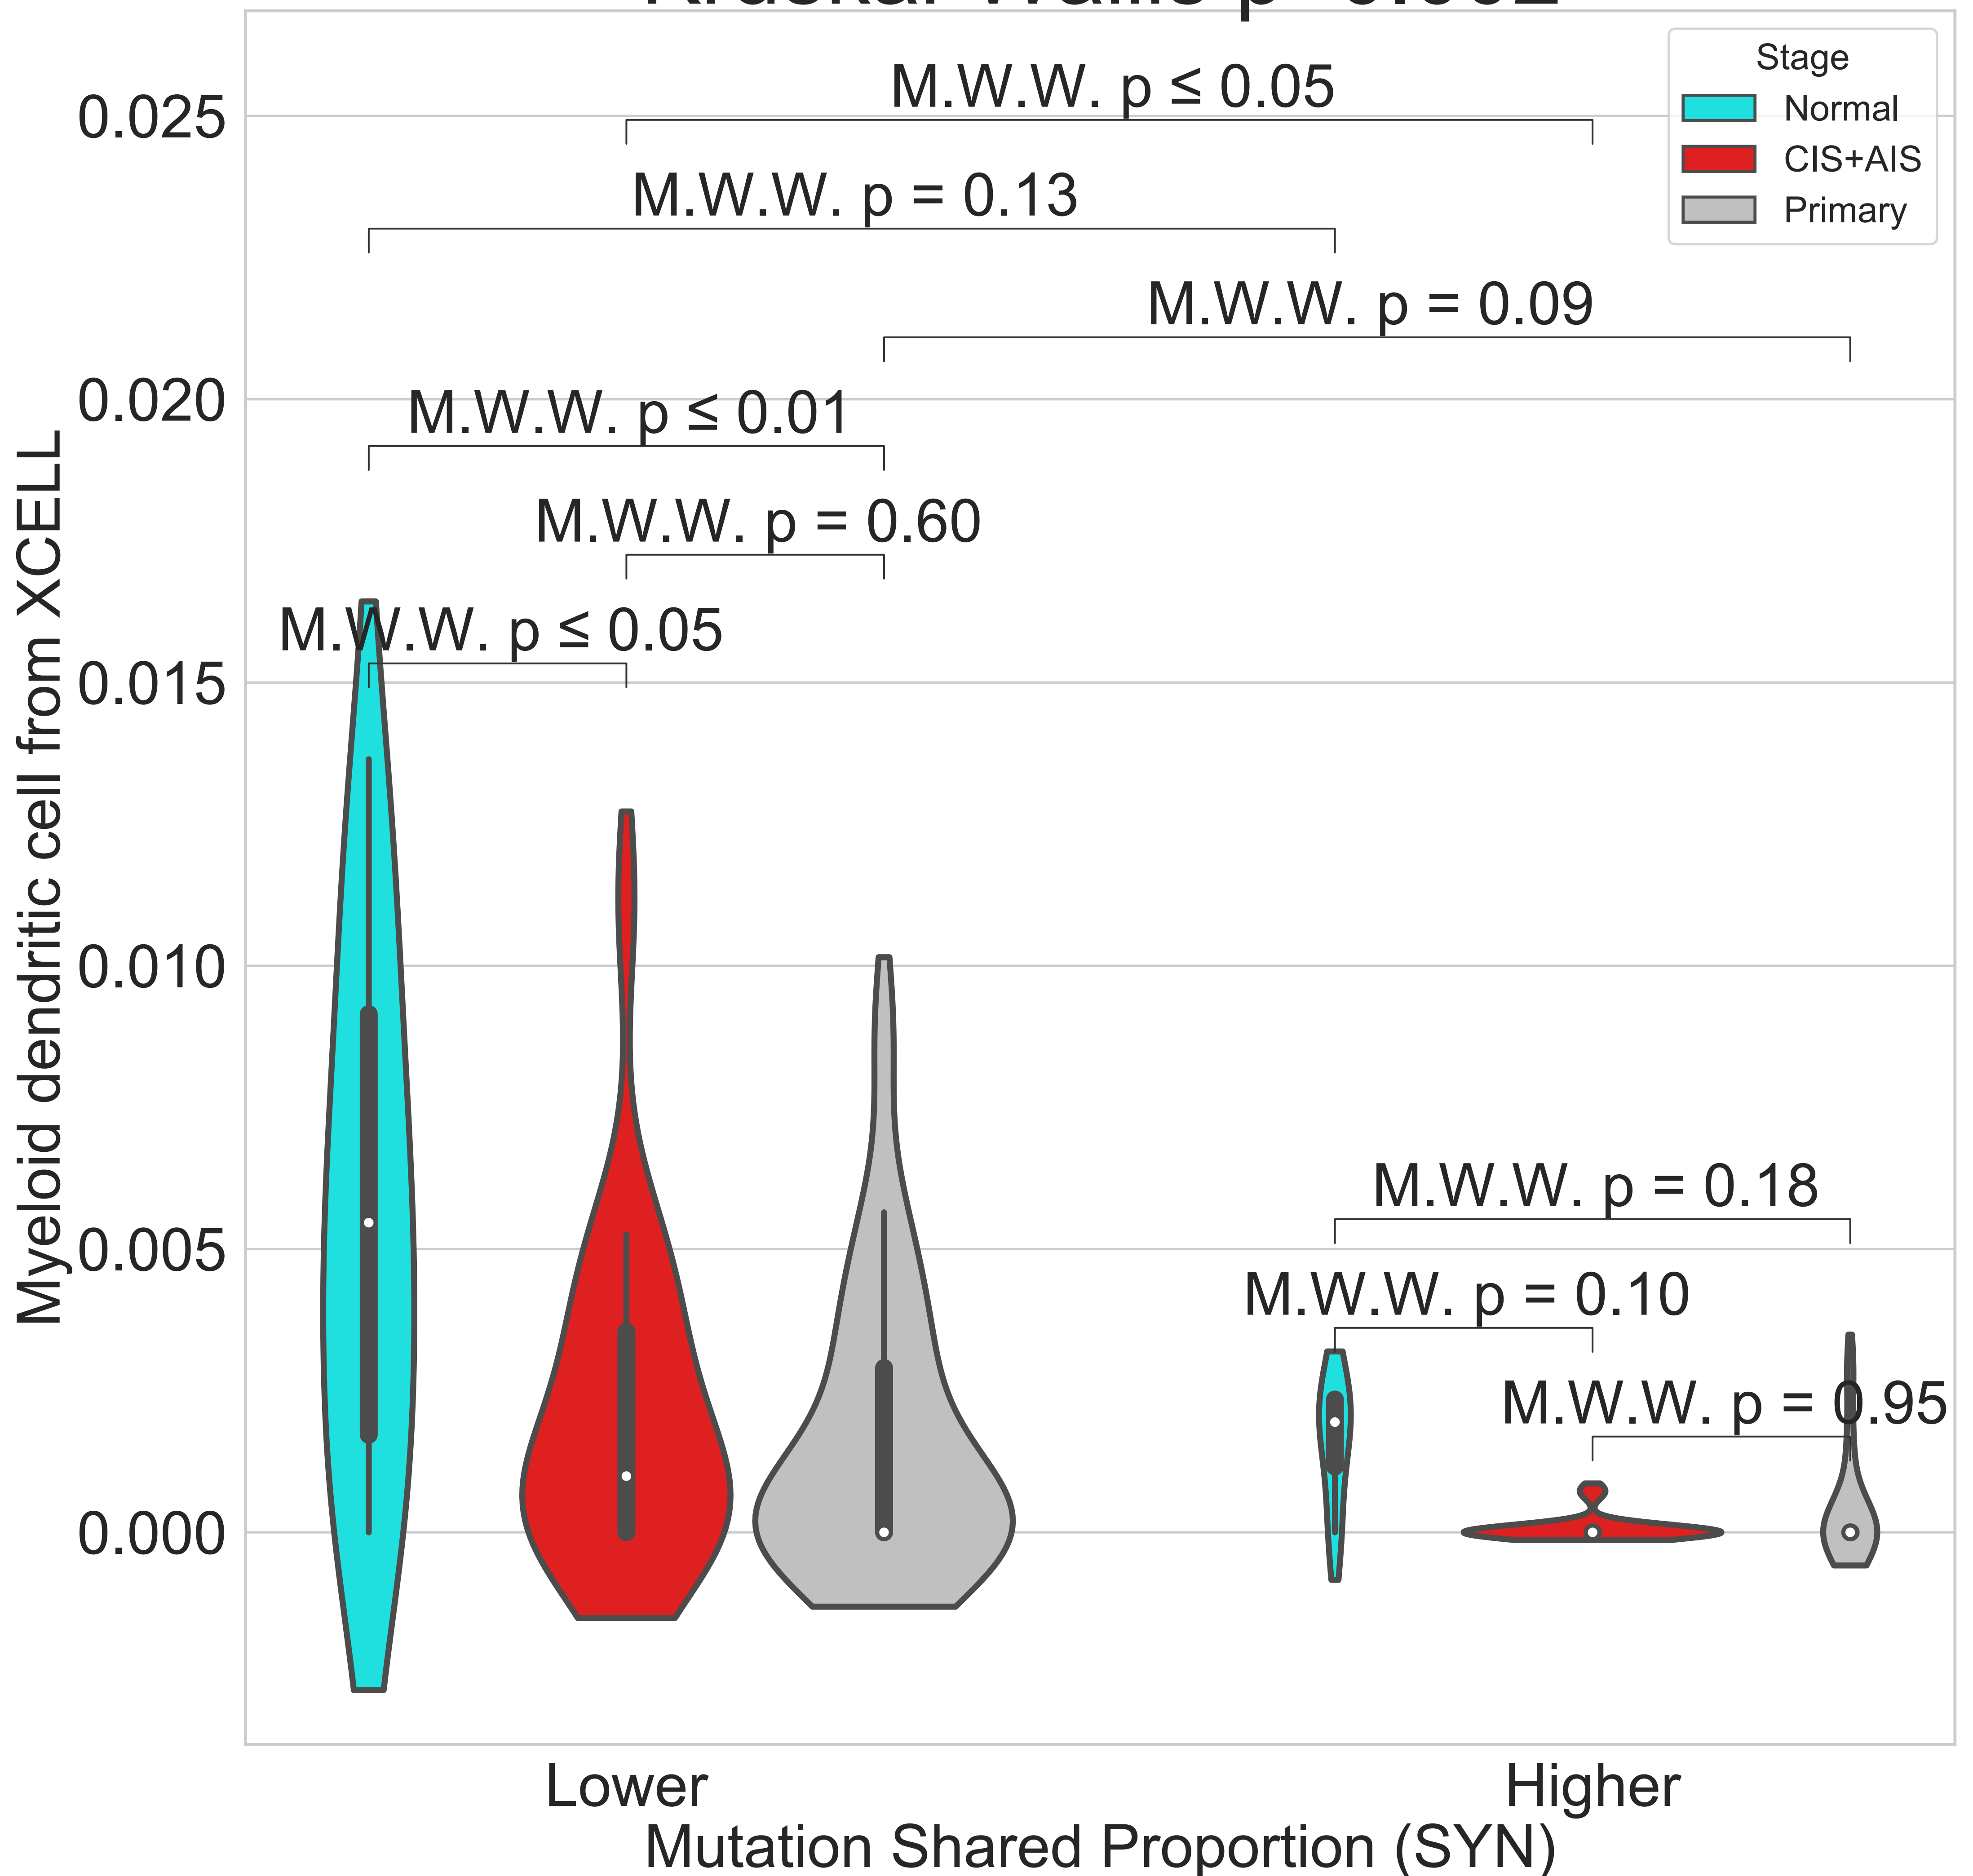 Stage
Normal
CIS+AIS
Primary
M.W.W. p ≤ 0.05
M.W.W. p = 0.13
M.W.W. p = 0.09
M.W.W. p ≤ 0.01
M.W.W. p = 0.60
M.W.W. p ≤ 0.05
M.W.W. p = 0.18
M.W.W. p = 0.10
M.W.W. p = 0.95
0.025
0.020
0.015
0.010
0.005
0.000
Myeloid dendritic cell from XCELL
Lower
Higher
Mutation Shared Proportion (SYN)